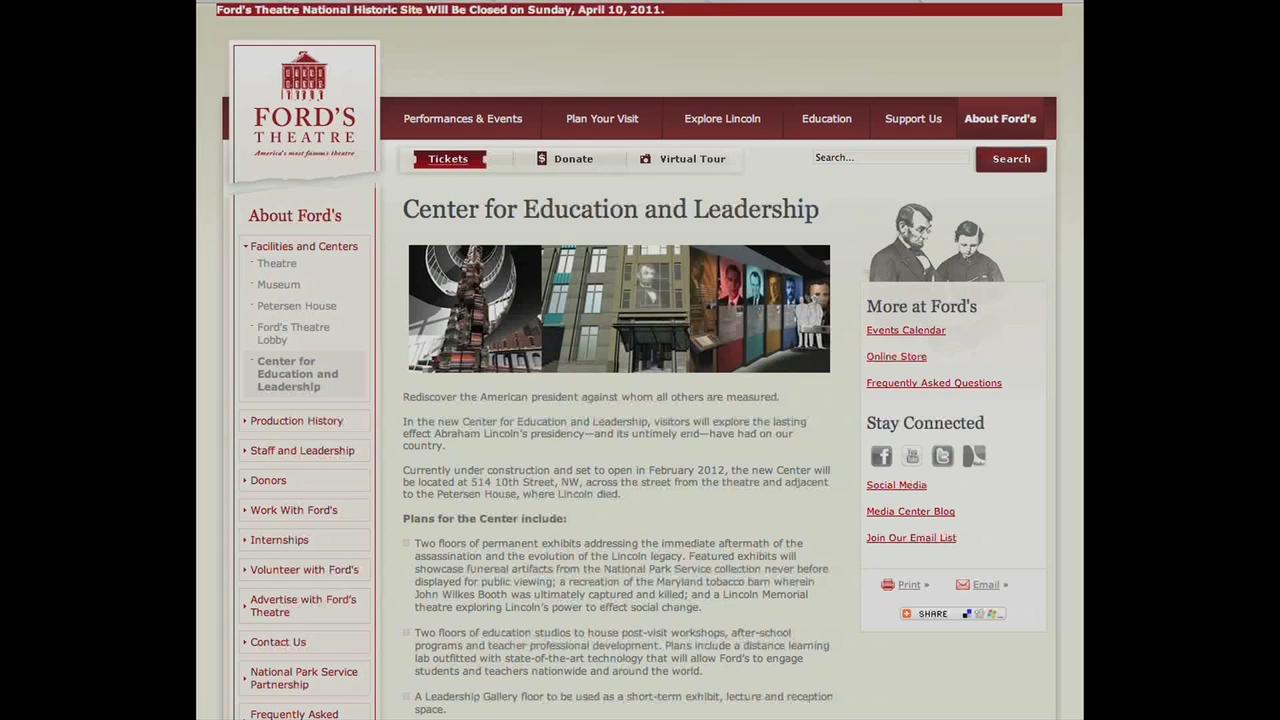 Ford's Theatre National Historic Site Will Be Closed on Sunday, April 10, 2011.
FORD'S
THEATRE
America's most famous theatre
Performances & Events
Plan Your Visit
Explore Lincoln
Education
Support Us
About Ford's
Tickets
Donate
Virtual Tour
Search...
Search
About Ford's
Facilities and Centers
Theatre
Museum
Petersen House
Ford's Theatre
Lobby
Center for
Education and
Leadership
Production History
Staff and Leadership
Donors
Work With Ford's
Internships
Volunteer with Ford's
Advertise with Ford's
Theatre
Contact Us
National Park Service
Partnership
Frequently Asked
Center for Education and Leadership
Rediscover the American president against whom all others are measured.
In the new Center for Education and Leadership, visitors will explore the lasting
effect Abraham Lincoln's presidency—and its untimely end—have had on our
country.
Currently under construction and set to open in February 2012, the new Center will
be located at 514 10th Street, NW, across the street from the theatre and adjacent
to the Petersen House, where Lincoln died.
Plans for the Center include:
Two floors of permanent exhibits addressing the immediate aftermath of the
assassination and the evolution of the Lincoln legacy. Featured exhibits will
showcase funereal artifacts from the National Park Service collection never before
displayed for public viewing; a recreation of the Maryland tobacco barn wherein
John Wilkes Booth was ultimately captured and killed; and a Lincoln Memorial
theatre exploring Lincoln's power to effect social change.
Two floors of education studios to house post-visit workshops, after-school
programs and teacher professional development. Plans include a distance learning
lab outfitted with state-of-the-art technology that will allow Ford's to engage
students and teachers nationwide and around the world.
A Leadership Gallery floor to be used as a short-term exhibit, lecture and reception
space.
More at Ford's
Events Calendar
Online Store
Frequently Asked Questions
Stay Connected
Social Media
Media Center Blog
Join Our Email List
Print »
Email »
SHARE